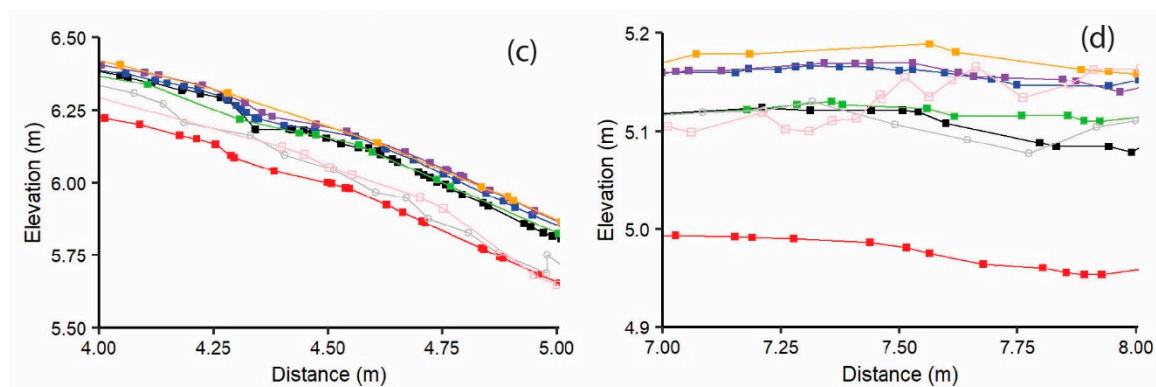 (c)
Elevation (m)
6.50
6.25
6.00
5.75
5.50
4.00 4.25 4.50 4.75 5.00
Distance (m)
(d)
Elevation (m)
5.2
5.1
5.0
4.9
7.00 7.25 7.50 7.75 8.00
Distance (m)